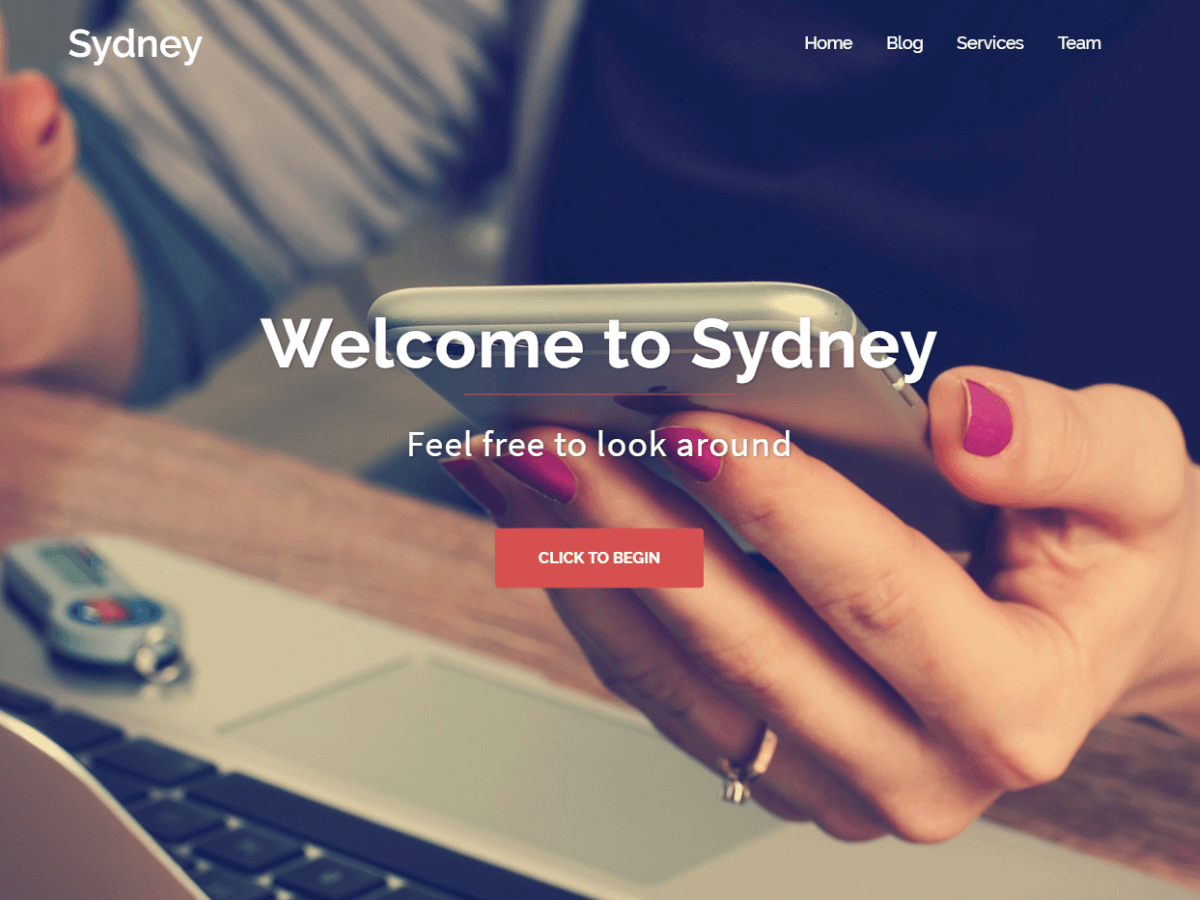 Sydney
Home Blog Services Team
Welcome to Sydney
Feel free to look around
CLICK TO BEGIN